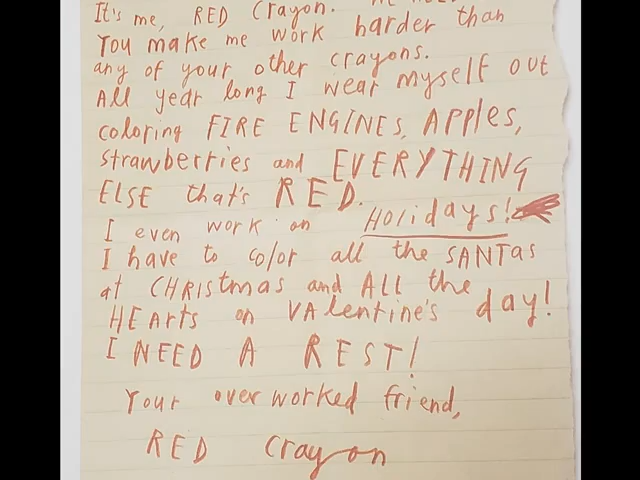 It's me, RED Crayon.
You make me work harder than
any of your other crayons.
All year long I wear myself out
coloring FIRE ENGINES, APPles,
strawberries and EVERYTHING
ELSE that's RED.
I even work on Holidays!
I have to color all the SANTas
at CHRIStmas and ALL the
HEArts on VAlentine's day!
I NEED A REST!
Your over worked friend,
RED Crayon